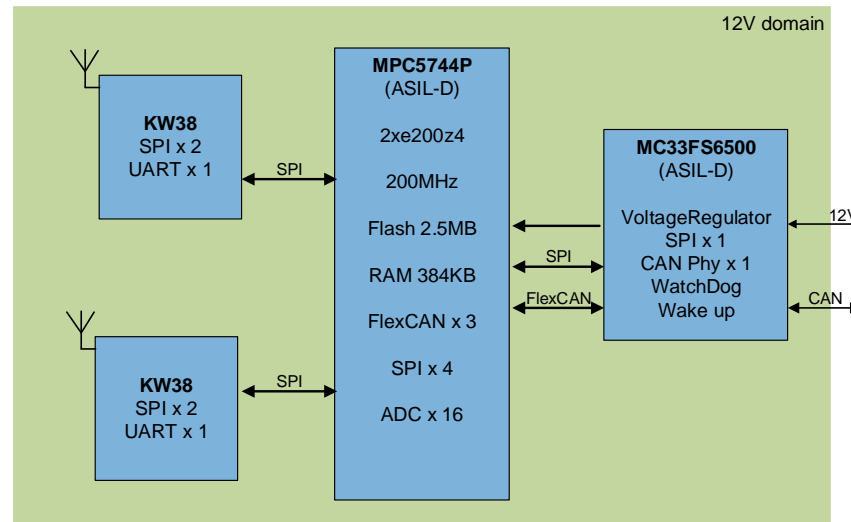 12V domain
KW38
SPI x 2
UART x 1
SPI
KW38
SPI x 2
UART x 1
SPI
MPC5744P
(ASIL-D)
2xe200z4
200MHz
Flash 2.5MB
RAM 384KB
FlexCAN x 3
SPI x 4
ADC x 16
SPI
FlexCAN
MC33FS6500
(ASIL-D)
VoltageRegulator
SPI x 1
CAN Phy x 1
WatchDog
Wake up
12V
CAN